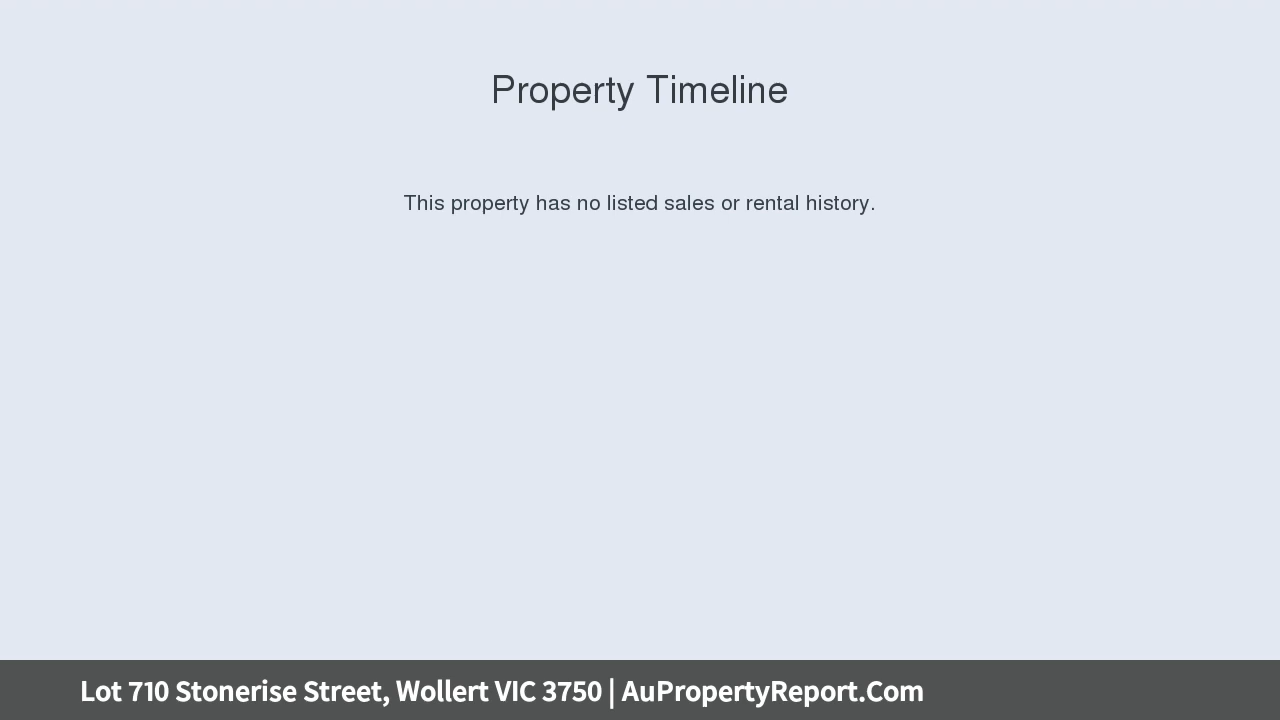 Property Timeline
This property has no listed sales or rental history.
Lot 710 Stonerise Street, Wollert VIC 3750 | AuPropertyReport.Com